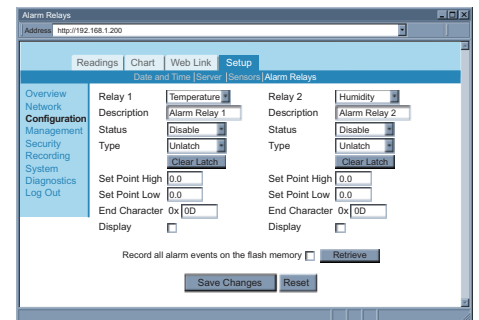 Alarm Relays
Address http://192.168.1.200
Readings Chart Web Link Setup
Date and Time |Server |Sensors|Alarm Relays
Overview
Network
Configuration
Management
Security
Recording
System
Diagnostics
Log Out
Relay 1 Temperature Relay 2 Humidity
Description Alarm Relay 1 Description Alarm Relay 2
Status Disable Status Disable
Type Unlatch Type Unlatch
Clear Latch Clear Latch
Set Point High 0.0 Set Point High 0.0
Set Point Low 0.0 Set Point Low 0.0
End Character 0x 0D End Character 0x 0D
Display Display
Record all alarm events on the flash memory Retrieve
Save Changes Reset